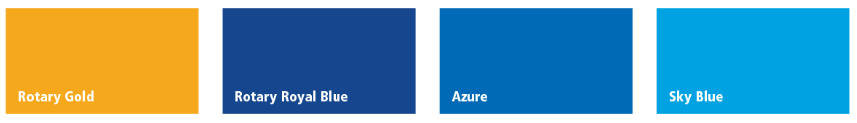 Rotary Gold
Rotary Royal Blue
Azure
Sky Blue